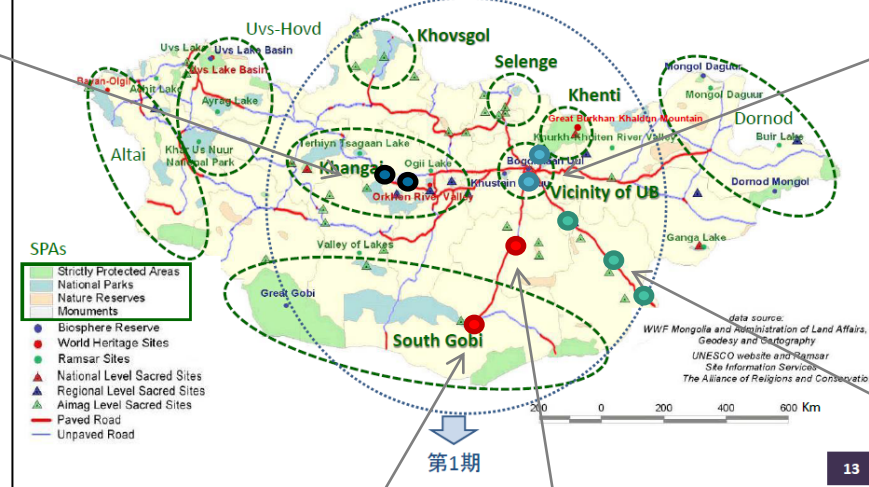 Uvs-Hovd
Khovsgol
Uvs Lake
Uvs Lake Basin
Uvs Lake Basin
Selenge
Bayan-Olgii
Achit Lake
Ayrag Lake
Khenti
Mongol Daguur
Mongol Daguur
Great Burkhan Khaldun Mountain
Khurkh-Khuiten River Valley
Dornod
Buir Lake
Altai
Khar Us Nuur
National Park
Terhiyn Tsagaan Lake
Khangai
Ogii Lake
Khustain
Orkhon River Valley
Vicinity of UB
Dornod Mongol
Ganga Lake
Valley of Lakes
SPAs
Strictly Protected Areas
National Parks
Nature Reserves
Monuments
Biosphere Reserve
World Heritage Sites
Ramsar Sites
National Level Sacred Sites
Regional Level Sacred Sites
Aimag Level Sacred Sites
Paved Road
Unpaved Road
Great Gobi
South Gobi
data source:
WWF Mongolia and Administration of Land Affairs,
Geodesy and Cartography
UNESCO website and Ramsar
Site Information Services
The Alliance of Religions and Conservatio
200 0 200 400 600 Km
第1期
13